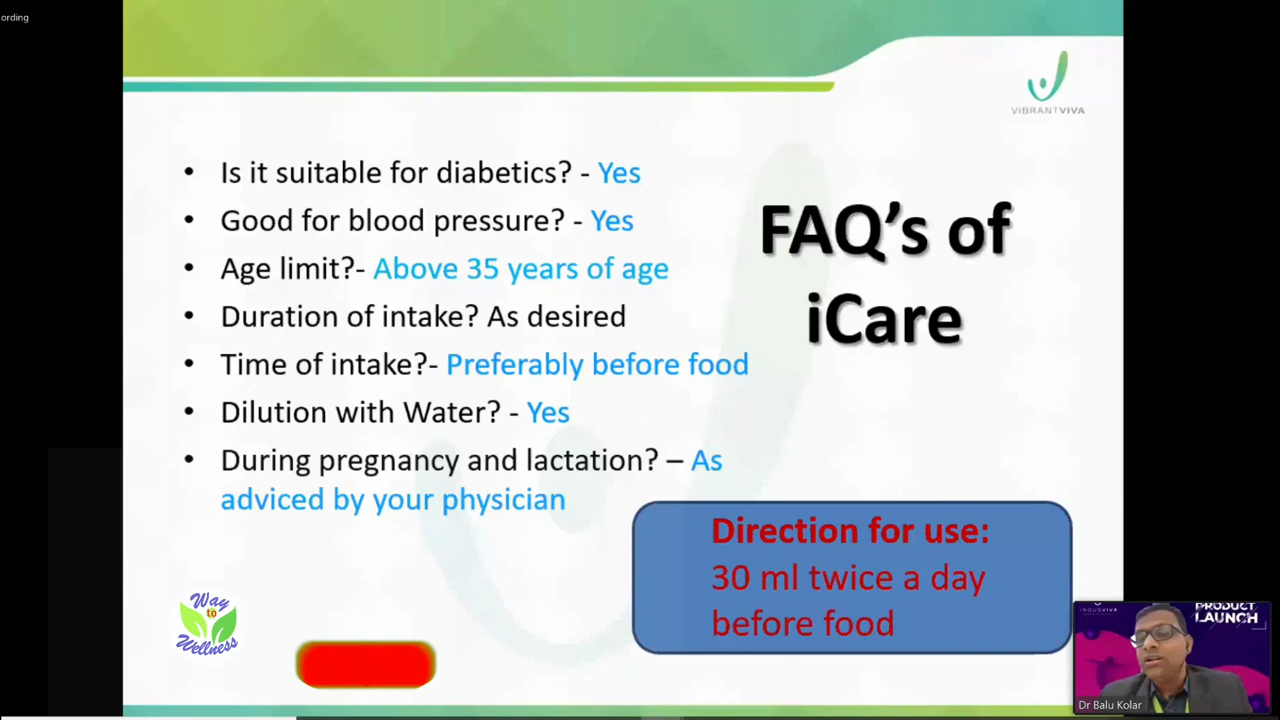 ording
VIBRANTVIVA
• Is it suitable for diabetics? - Yes
• Good for blood pressure? - Yes
• Age limit?- Above 35 years of age
• Duration of intake? As desired
• Time of intake?- Preferably before food
• Dilution with Water? - Yes
• During pregnancy and lactation? – As
adviced by your physician
FAQ’s of
iCare
Direction for use:
30 ml twice a day
before food
Way
to
Wellness
INDUSVIVA
PRODUCT
LAUNCH
Dr Balu Kolar